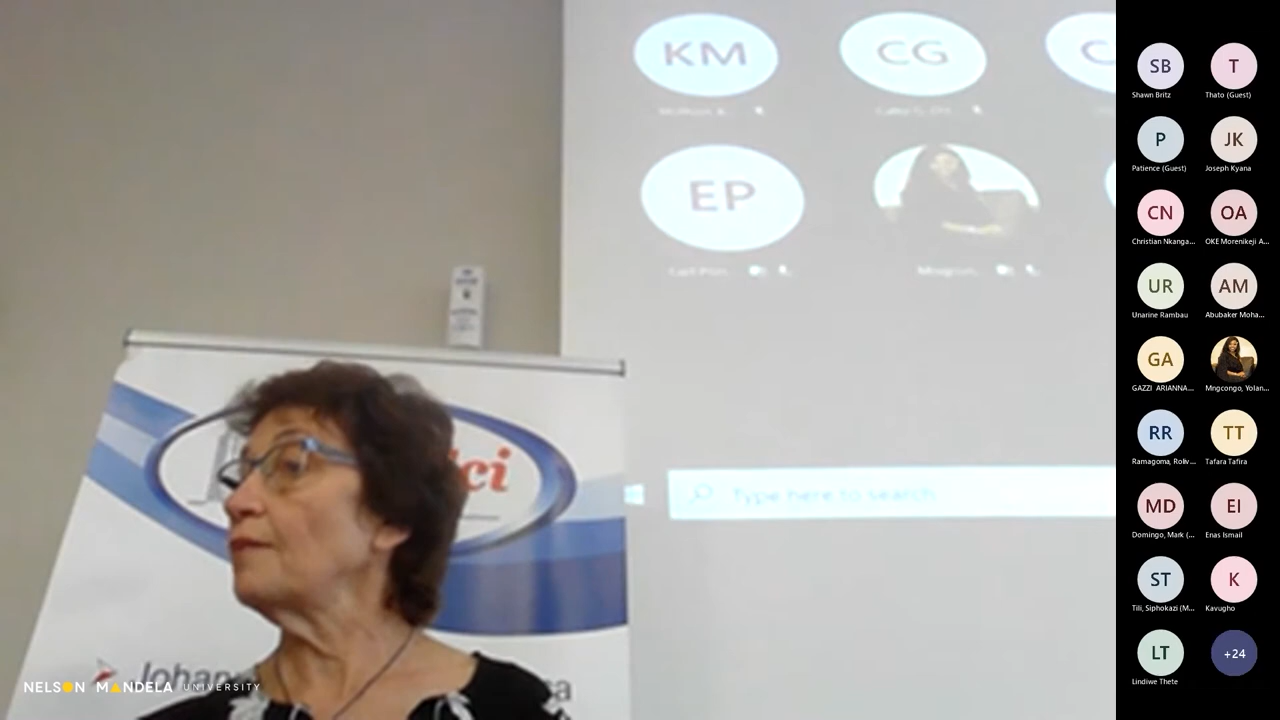 KM
CG
EP
Type here to search
ci
NELSON MANDELA UNIVERSITY
SB
T
Shawn Britz
Thato (Guest)
P
JK
Patience (Guest)
Joseph Kyana
CN
OA
Christian Nkanga...
OKE Morenikeji A...
UR
AM
Unarine Rambau
Abubaker Moha...
GA
GAZZI ARIANNA...
Mngcongo, Yolan...
RR
TT
Ramagoma, Roliv...
Tafara Tafira
MD
EI
Domingo, Mark (...
Enas Ismail
ST
K
Tili, Siphokazi (M...
Kavugho
LT
+24
Lindiwe Thete